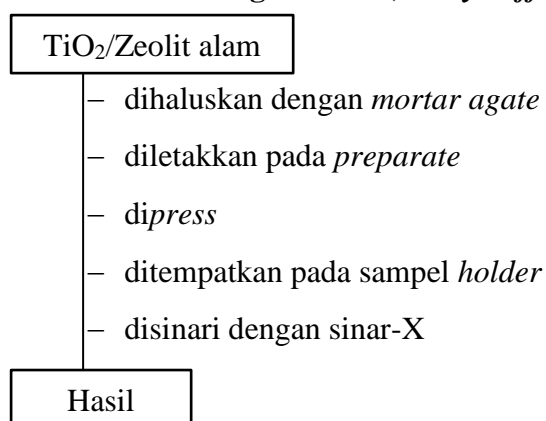 TiO₂/Zeolit alam
– dihaluskan dengan mortar agate
– diletakkan pada preparate
– dipress
– ditempatkan pada sampel holder
– disinari dengan sinar-X
Hasil